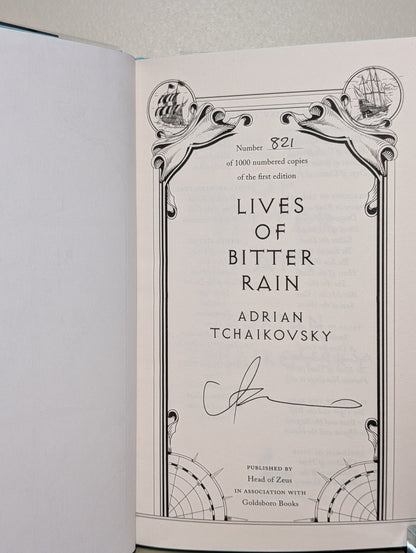 Number 821
of 1000 numbered copies
of the first edition
LIVES
OF
BITTER
RAIN
ADRIAN
TCHAIKOVSKY
PUBLISHED BY
Head of Zeus
IN ASSOCIATION WITH
Goldsboro Books